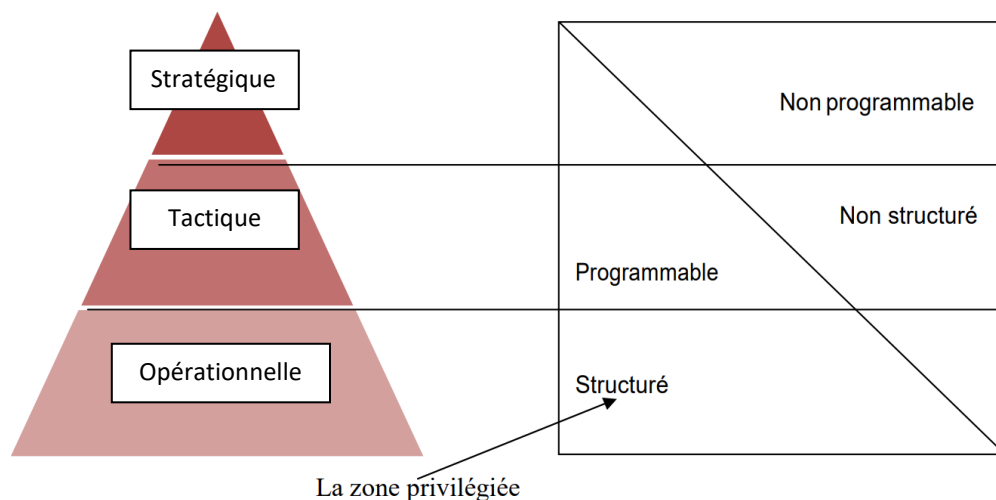 Stratégique
Non programmable
Tactique
Non structuré
Programmable
Opérationnelle
Structuré
La zone privilégiée